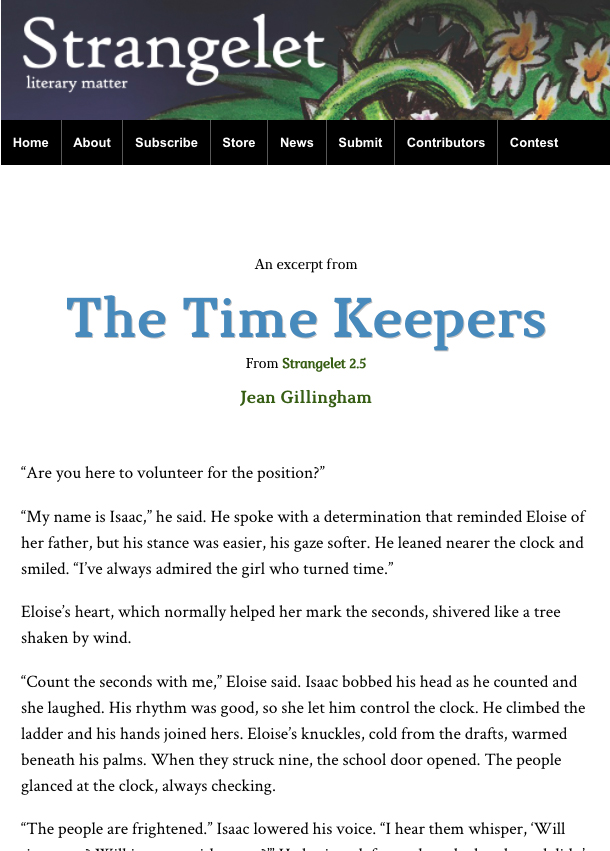 Strangelet
literary matter
Home About Subscribe Store News Submit Contributors Contest
An excerpt from
The Time Keepers
From Strangelet 2.5
Jean Gillingham
“Are you here to volunteer for the position?”
“My name is Isaac,” he said. He spoke with a determination that reminded Eloise of
her father, but his stance was easier, his gaze softer. He leaned nearer the clock and
smiled. “I’ve always admired the girl who turned time.”
Eloise’s heart, which normally helped her mark the seconds, shivered like a tree
shaken by wind.
“Count the seconds with me,” Eloise said. Isaac bobbed his head as he counted and
she laughed. His rhythm was good, so she let him control the clock. He climbed the
ladder and his hands joined hers. Eloise’s knuckles, cold from the drafts, warmed
beneath his palms. When they struck nine, the school door opened. The people
glanced at the clock, always checking.
“The people are frightened.” Isaac lowered his voice. “I hear them whisper, ‘Will